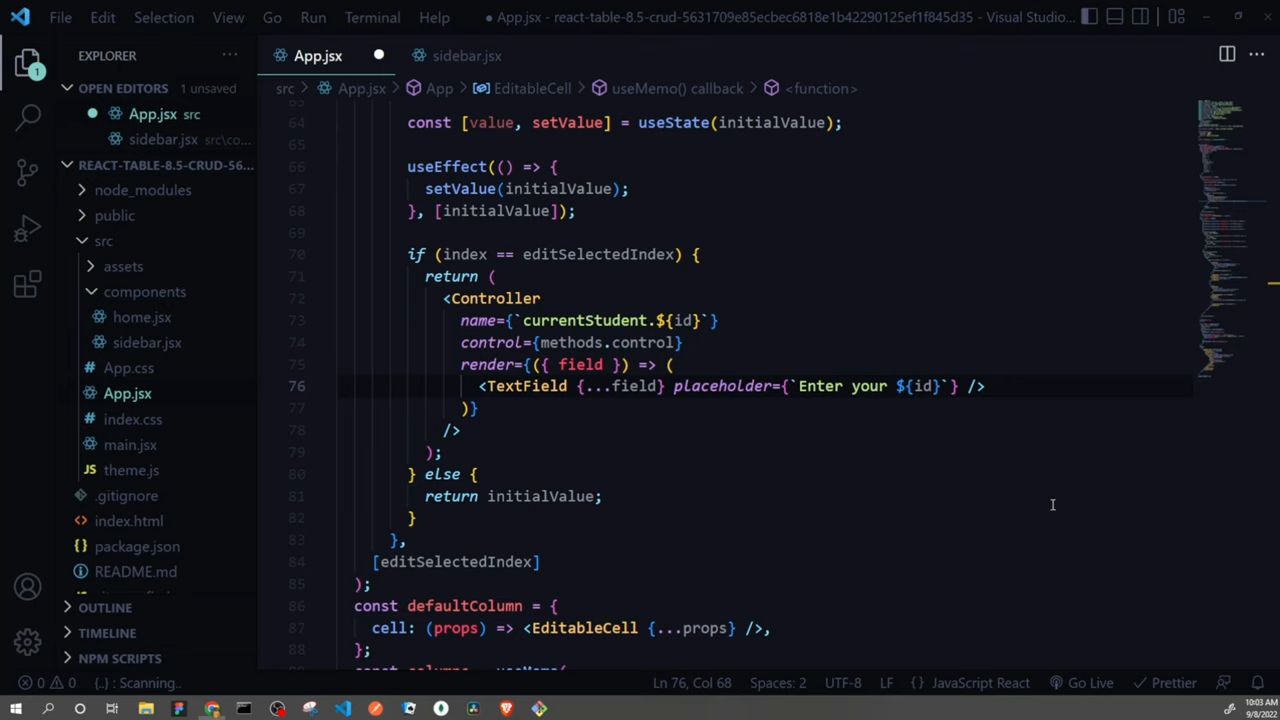 File Edit Selection View Go Run Terminal Help
● App.jsx - react-table-8.5-crud-5631709e85ecbec6818e1b42290125ef1f845d35 - Visual Studio...
EXPLORER ...
App.jsx
sidebar.jsx
OPEN EDITORS 1 unsaved
App.jsx src
sidebar.jsx src\co...
REACT-TABLE-8.5-CRUD-56...
node_modules
public
src
assets
components
home.jsx
sidebar.jsx
# App.css
App.jsx
# index.css
main.jsx
JS theme.js
.gitignore
<> index.html
{} package.json
README.md
OUTLINE
TIMELINE
NPM SCRIPTS
1
src > App.jsx > App > EditableCell > useMemo() callback > <function>
64 const [value, setValue] = useState(initialValue);
65
66 useEffect(() => {
67 setValue(initialValue);
68 }, [initialValue]);
69
70 if (index == editSelectedIndex) {
71 return (
72 <Controller
73 name={`currentStudent.${id}`}
74 control={methods.control}
75 render={({ field }) => (
76 <TextField {...field} placeholder={`Enter your ${id}`} />
77 )}
78 />
79 );
80 } else {
81 return initialValue;
82 }
83 },
84 [editSelectedIndex]
85 );
86 const defaultColumn = {
87 cell: (props) => <EditableCell {...props} />,
88 };
0 0 {..} : Scanning..
Ln 76, Col 68 Spaces: 2 UTF-8 LF {} JavaScript React Go Live Prettier
10:03 AM
9/8/2022